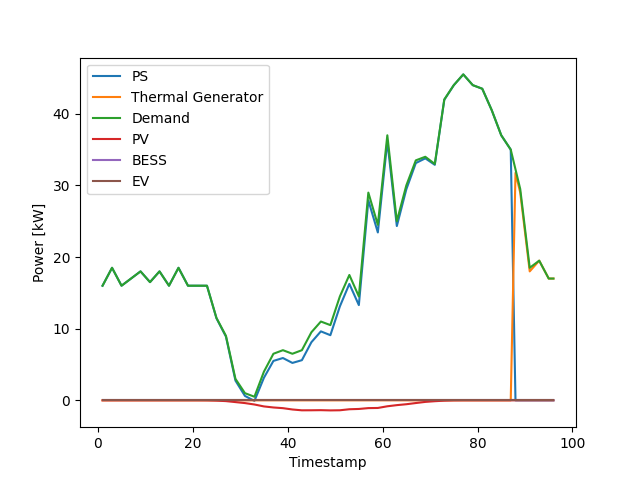 PS
Thermal Generator
Demand
PV
BESS
EV
Power [kW]
40
30
20
10
0
0 20 40 60 80 100
Timestamp